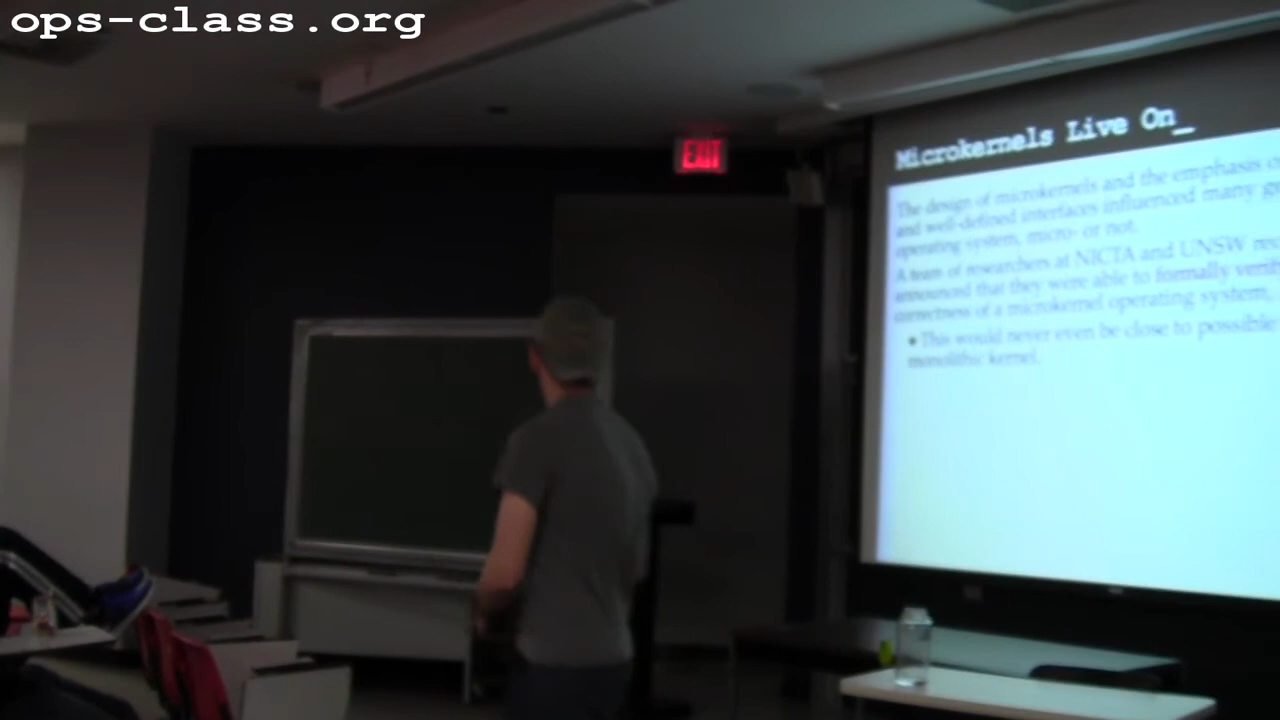 ops-class.org
EXIT
Microkernels Live On_
The design of microkernels and the emphasis
and well-defined interfaces influenced many
operating system, micro- or not.
A team of researchers at NICTA and UNSW
announced that they were able to formally
correctness of a microkernel operating system,
• This would never even be close to possible
monolithic kernel.